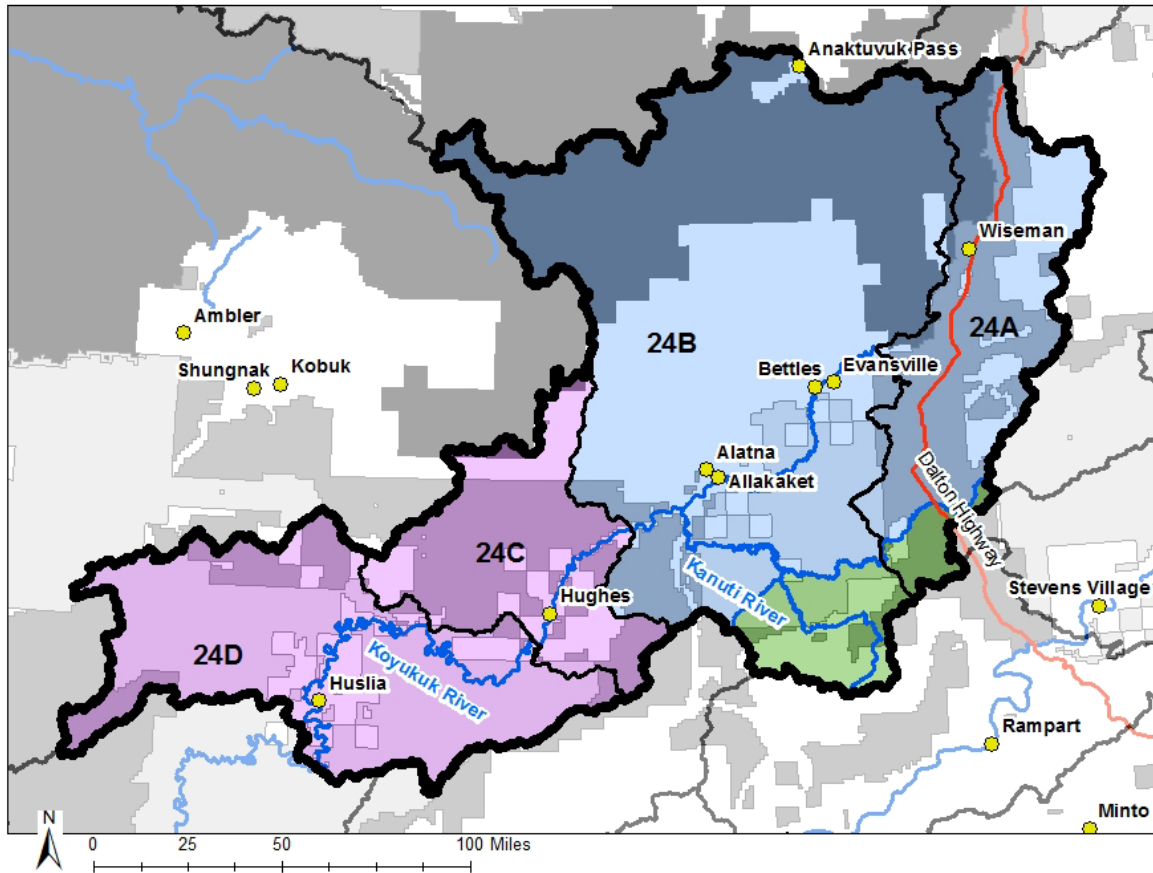 Anaktuvuk Pass
Wiseman
Ambler
24B
24A
Shungnak
Kobuk
Bettles
Evansville
Alatna
Allakaket
Dalton Highway
24C
Kanuti River
Stevens Village
Hughes
24D
Koyukuk River
Huslia
Rampart
Minto
N
0 25 50 100 Miles